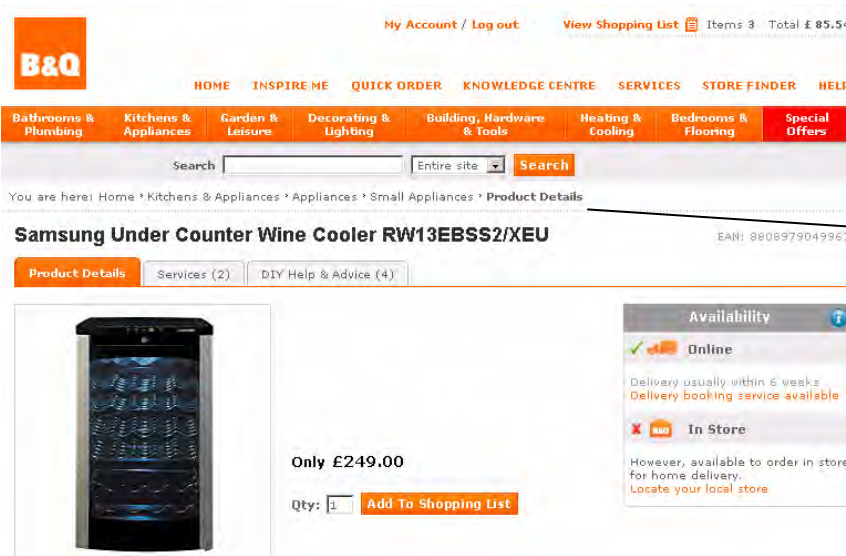 My Account / Log out View Shopping List Items 3 Total £ 85.54
B&Q
HOME INSPIRE ME QUICK ORDER KNOWLEDGE CENTRE SERVICES STORE FINDER HELP
Bathrooms & Plumbing
Kitchens & Appliances
Garden & Leisure
Decorating & Lighting
Building, Hardware & Tools
Heating & Cooling
Bedrooms & Flooring
Special Offers
Search Entire site Search
You are here: Home › Kitchens & Appliances › Appliances › Small Appliances › Product Details
Samsung Under Counter Wine Cooler RW13EBSS2/XEU
EAN: 8808979049967
Product Details Services (2) DIY Help & Advice (4)
Only £249.00
Qty: 1 Add To Shopping List
Availability
Online
Delivery usually within 6 weeks
Delivery booking service available
B&Q In Store
However, available to order in store
for home delivery.
Locate your local store